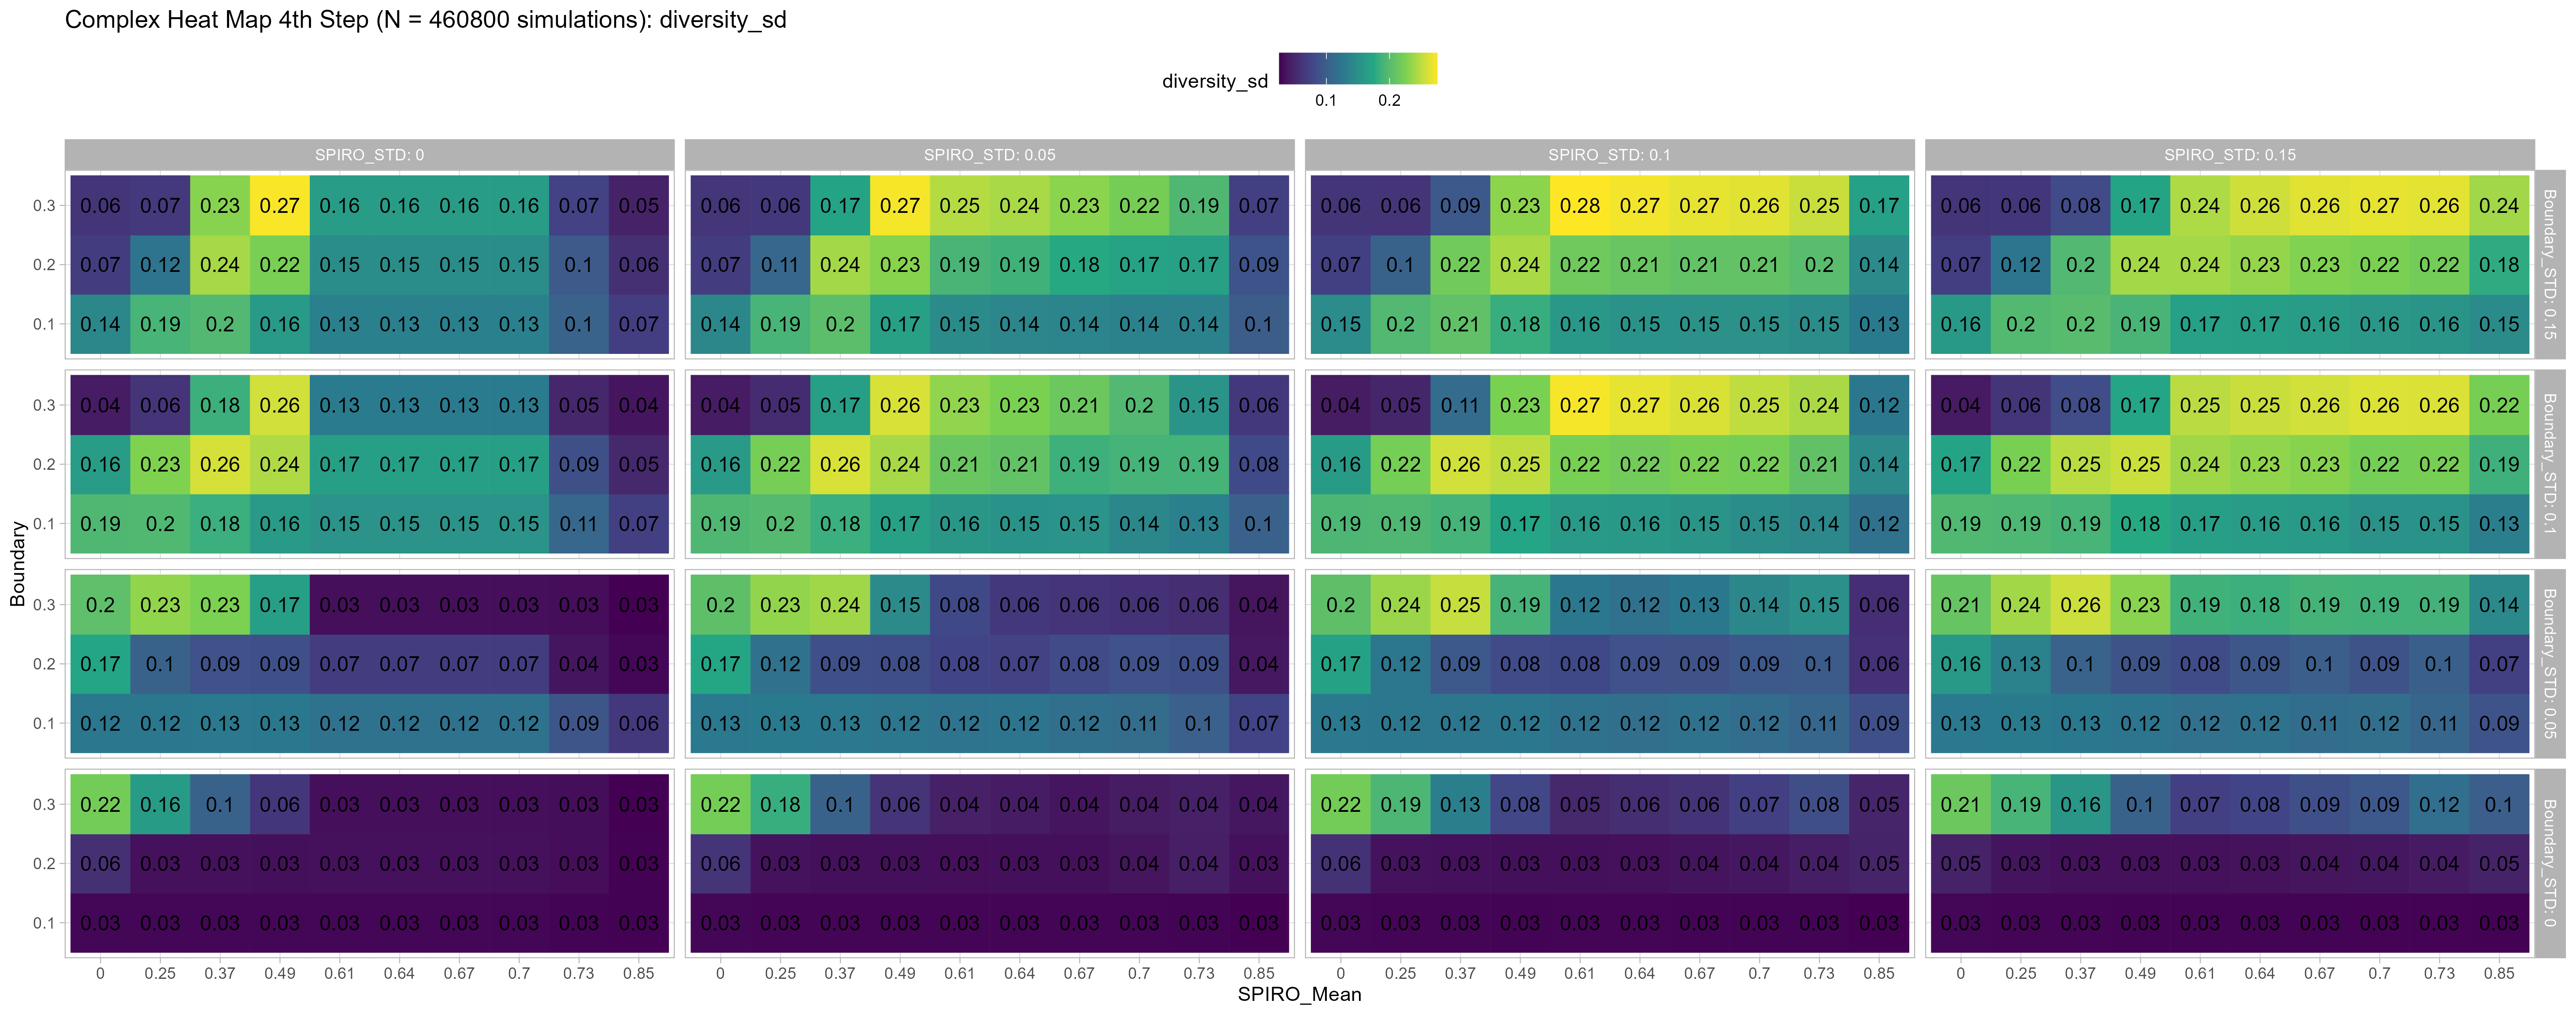 Complex Heat Map 4th Step (N = 460800 simulations): diversity_sd
diversity_sd
0.1 0.2
SPIRO_STD: 0 SPIRO_STD: 0.05 SPIRO_STD: 0.1 SPIRO_STD: 0.15
0.3 0.06 0.07 0.23 0.27 0.16 0.16 0.16 0.16 0.07 0.05 0.06 0.06 0.17 0.27 0.25 0.24 0.23 0.22 0.19 0.07 0.06 0.06 0.09 0.23 0.28 0.27 0.27 0.26 0.25 0.17 0.06 0.06 0.08 0.17 0.24 0.26 0.26 0.27 0.26 0.24
0.2 0.07 0.12 0.24 0.22 0.15 0.15 0.15 0.15 0.1 0.06 0.07 0.11 0.24 0.23 0.19 0.19 0.18 0.17 0.17 0.09 0.07 0.1 0.22 0.24 0.22 0.21 0.21 0.21 0.2 0.14 0.07 0.12 0.2 0.24 0.24 0.23 0.23 0.22 0.22 0.18
0.1 0.14 0.19 0.2 0.16 0.13 0.13 0.13 0.13 0.1 0.07 0.14 0.19 0.2 0.17 0.15 0.14 0.14 0.14 0.14 0.1 0.15 0.2 0.21 0.18 0.16 0.15 0.15 0.15 0.15 0.13 0.16 0.2 0.2 0.19 0.17 0.17 0.16 0.16 0.16 0.15
Boundary_STD: 0.15
0.3 0.04 0.06 0.18 0.26 0.13 0.13 0.13 0.13 0.05 0.04 0.04 0.05 0.17 0.26 0.23 0.23 0.21 0.2 0.15 0.06 0.04 0.05 0.11 0.23 0.27 0.27 0.26 0.25 0.24 0.12 0.04 0.06 0.08 0.17 0.25 0.25 0.26 0.26 0.26 0.22
0.2 0.16 0.23 0.26 0.24 0.17 0.17 0.17 0.17 0.09 0.05 0.16 0.22 0.26 0.24 0.21 0.21 0.19 0.19 0.19 0.08 0.16 0.22 0.26 0.25 0.22 0.22 0.22 0.22 0.21 0.14 0.17 0.22 0.25 0.25 0.24 0.23 0.23 0.22 0.22 0.19
0.1 0.19 0.2 0.18 0.16 0.15 0.15 0.15 0.15 0.11 0.07 0.19 0.2 0.18 0.17 0.16 0.15 0.15 0.14 0.13 0.1 0.19 0.19 0.19 0.17 0.16 0.16 0.15 0.15 0.14 0.12 0.19 0.19 0.19 0.18 0.17 0.16 0.16 0.15 0.15 0.13
Boundary_STD: 0.1
Boundary
0.3 0.2 0.23 0.23 0.17 0.03 0.03 0.03 0.03 0.03 0.03 0.2 0.23 0.24 0.15 0.08 0.06 0.06 0.06 0.06 0.04 0.2 0.24 0.25 0.19 0.12 0.12 0.13 0.14 0.15 0.06 0.21 0.24 0.26 0.23 0.19 0.18 0.19 0.19 0.19 0.14
0.2 0.17 0.1 0.09 0.09 0.07 0.07 0.07 0.07 0.04 0.03 0.17 0.12 0.09 0.08 0.08 0.07 0.08 0.09 0.09 0.04 0.17 0.12 0.09 0.08 0.08 0.09 0.09 0.09 0.1 0.06 0.16 0.13 0.1 0.09 0.08 0.09 0.1 0.09 0.1 0.07
0.1 0.12 0.12 0.13 0.13 0.12 0.12 0.12 0.12 0.09 0.06 0.13 0.13 0.13 0.12 0.12 0.12 0.12 0.11 0.1 0.07 0.13 0.12 0.12 0.12 0.12 0.12 0.12 0.12 0.11 0.09 0.13 0.13 0.13 0.12 0.12 0.12 0.11 0.12 0.11 0.09
Boundary_STD: 0.05
0.3 0.22 0.16 0.1 0.06 0.03 0.03 0.03 0.03 0.03 0.03 0.22 0.18 0.1 0.06 0.04 0.04 0.04 0.04 0.04 0.04 0.22 0.19 0.13 0.08 0.05 0.06 0.06 0.07 0.08 0.05 0.21 0.19 0.16 0.1 0.07 0.08 0.09 0.09 0.12 0.1
0.2 0.06 0.03 0.03 0.03 0.03 0.03 0.03 0.03 0.03 0.03 0.06 0.03 0.03 0.03 0.03 0.03 0.03 0.04 0.04 0.03 0.06 0.03 0.03 0.03 0.03 0.03 0.04 0.04 0.04 0.05 0.05 0.03 0.03 0.03 0.03 0.03 0.04 0.04 0.04 0.05
0.1 0.03 0.03 0.03 0.03 0.03 0.03 0.03 0.03 0.03 0.03 0.03 0.03 0.03 0.03 0.03 0.03 0.03 0.03 0.03 0.03 0.03 0.03 0.03 0.03 0.03 0.03 0.03 0.03 0.03 0.03 0.03 0.03 0.03 0.03 0.03 0.03 0.03 0.03 0.03 0.03
Boundary_STD: 0
0 0.25 0.37 0.49 0.61 0.64 0.67 0.7 0.73 0.85 0 0.25 0.37 0.49 0.61 0.64 0.67 0.7 0.73 0.85 0 0.25 0.37 0.49 0.61 0.64 0.67 0.7 0.73 0.85 0 0.25 0.37 0.49 0.61 0.64 0.67 0.7 0.73 0.85
SPIRO_Mean